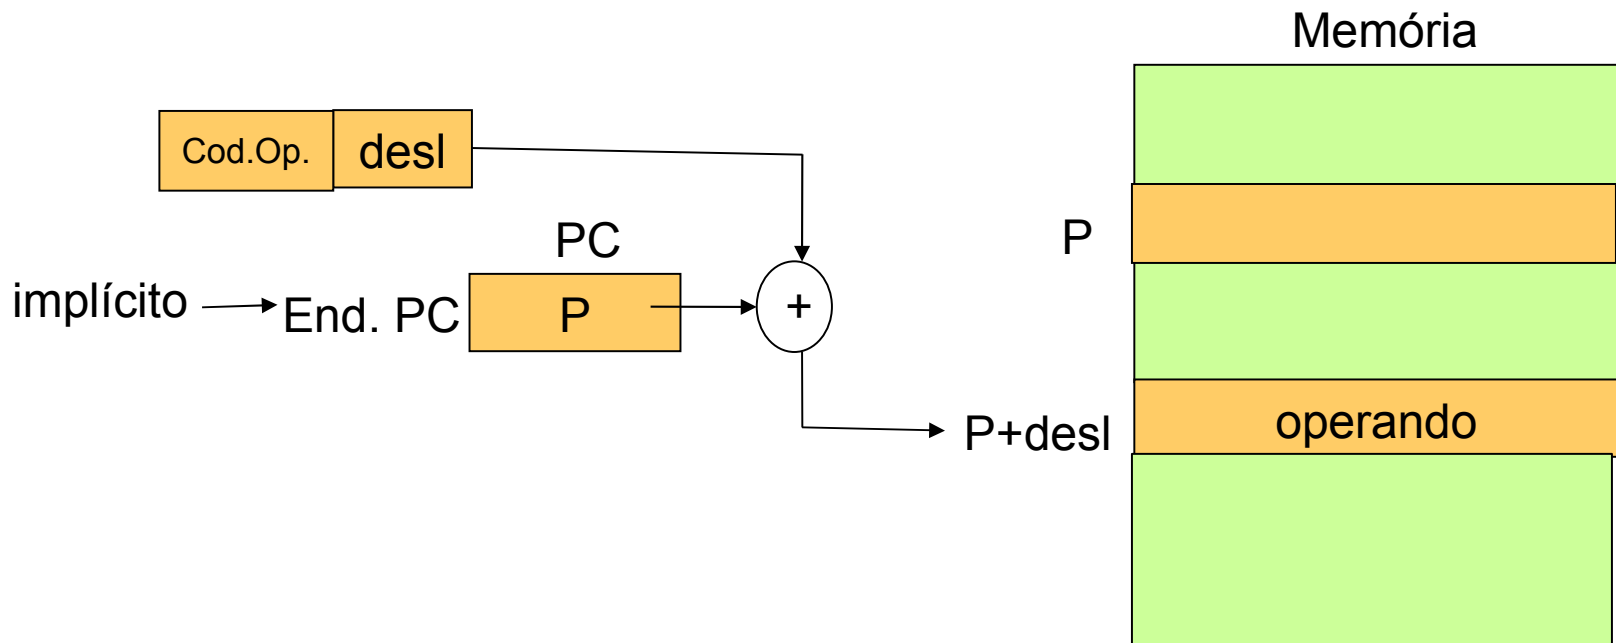 Memória
Cod.Op. desl
PC
P
implícito End. PC P +
P+desl operando